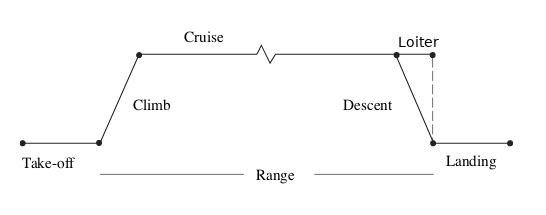 Cruise
Loiter
Climb
Descent
Take-off
Landing
Range